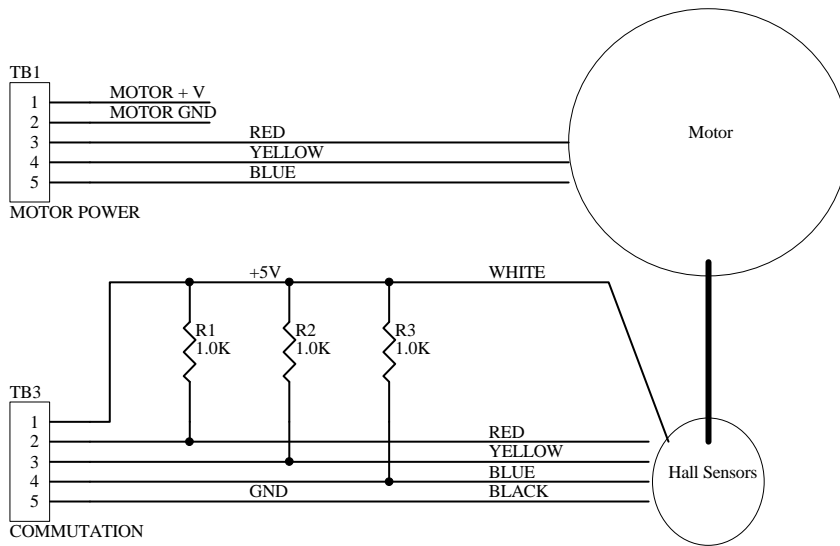 TB1
1 MOTOR + V
2 MOTOR GND
3 RED
4 YELLOW
5 BLUE
MOTOR POWER
Motor
+5V WHITE
R1
1.0K
R2
1.0K
R3
1.0K
TB3
1
2 RED
3 YELLOW
4 BLUE
5 GND BLACK
COMMUTATION
Hall Sensors